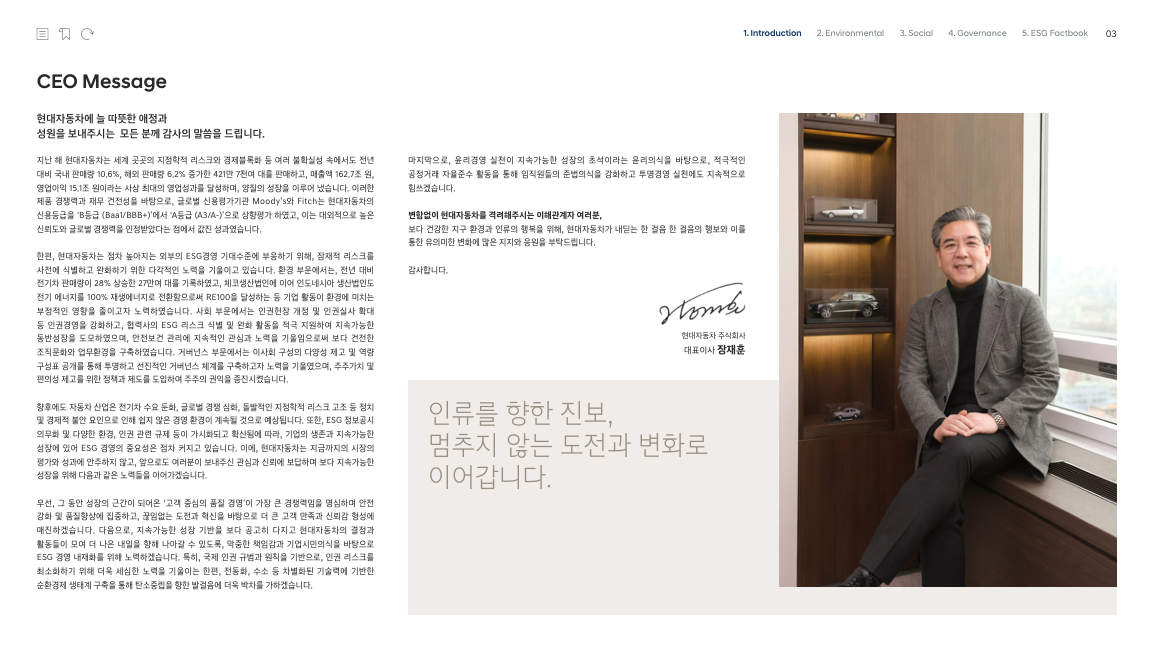 1. Introduction 2. Environmental 3. Social 4. Governance 5. ESG Factbook 03
CEO Message
현대자동차에 늘 따뜻한 애정과
성원을 보내주시는 모든 분께 감사의 말씀을 드립니다.
지난 해 현대자동차는 세계 곳곳의 지정학적 리스크와 경제블록화 등 여러 불확실성 속에서도 전년
대비 국내 판매량 10.6%, 해외 판매량 6.2% 증가한 421만 7천여 대를 판매하고, 매출액 162.7조 원,
영업이익 15.1조 원이라는 사상 최대의 영업성과를 달성하며, 양질의 성장을 이루어 냈습니다. 이러한
제품 경쟁력과 재무 건전성을 바탕으로, 글로벌 신용평가기관 Moody's와 Fitch는 현대자동차의
신용등급을 'B등급 (Baa1/BBB+)'에서 'A등급 (A3/A-)'으로 상향평가 하였고, 이는 대외적으로 높은
신뢰도와 글로벌 경쟁력을 인정받았다는 점에서 값진 성과였습니다.
한편, 현대자동차는 점차 높아지는 외부의 ESG경영 기대수준에 부응하기 위해, 잠재적 리스크를
사전에 식별하고 완화하기 위한 다각적인 노력을 기울이고 있습니다. 환경 부문에서는, 전년 대비
전기차 판매량이 28% 상승한 27만여 대를 기록하였고, 체코생산법인에 이어 인도네시아 생산법인도
전기 에너지를 100% 재생에너지로 전환함으로써 RE100을 달성하는 등 기업 활동이 환경에 미치는
부정적인 영향을 줄이고자 노력하였습니다. 사회 부문에서는 인권헌장 개정 및 인권실사 확대
등 인권경영을 강화하고, 협력사의 ESG 리스크 식별 및 완화 활동을 적극 지원하여 지속가능한
동반성장을 도모하였으며, 안전보건 관리에 지속적인 관심과 노력을 기울임으로써 보다 건전한
조직문화와 업무환경을 구축하였습니다. 거버넌스 부문에서는 이사회 구성의 다양성 제고 및 역량
구성표 공개를 통해 투명하고 선진적인 거버넌스 체계를 구축하고자 노력을 기울였으며, 주주가치 및
편의성 제고를 위한 정책과 제도를 도입하여 주주의 권익을 증진시켰습니다.
향후에도 자동차 산업은 전기차 수요 둔화, 글로벌 경쟁 심화, 돌발적인 지정학적 리스크 고조 등 정치
및 경제적 불안 요인으로 인해 쉽지 않은 경영 환경이 계속될 것으로 예상됩니다. 또한, ESG 정보공시
의무화 및 다양한 환경, 인권 관련 규제 등이 가시화되고 확산됨에 따라, 기업의 생존과 지속가능한
성장에 있어 ESG 경영의 중요성은 점차 커지고 있습니다. 이에, 현대자동차는 지금까지의 시장의
평가와 성과에 안주하지 않고, 앞으로도 여러분이 보내주신 관심과 신뢰에 보답하며 보다 지속가능한
성장을 위해 다음과 같은 노력들을 이어가겠습니다.
우선, 그 동안 성장의 근간이 되어온 '고객 중심의 품질 경영'이 가장 큰 경쟁력임을 명심하며 안전
강화 및 품질향상에 집중하고, 끊임없는 도전과 혁신을 바탕으로 더 큰 고객 만족과 신뢰감 형성에
매진하겠습니다. 다음으로, 지속가능한 성장 기반을 보다 공고히 다지고 현대자동차의 결정과
활동들이 모여 더 나은 내일을 향해 나아갈 수 있도록, 막중한 책임감과 기업시민의식을 바탕으로
ESG 경영 내재화를 위해 노력하겠습니다. 특히, 국제 인권 규범과 원칙을 기반으로, 인권 리스크를
최소화하기 위해 더욱 세심한 노력을 기울이는 한편, 전동화, 수소 등 차별화된 기술력에 기반한
순환경제 생태계 구축을 통해 탄소중립을 향한 발걸음에 더욱 박차를 가하겠습니다.
마지막으로, 윤리경영 실천이 지속가능한 성장의 초석이라는 윤리의식을 바탕으로, 적극적인
공정거래 자율준수 활동을 통해 임직원들의 준법의식을 강화하고 투명경영 실천에도 지속적으로
힘쓰겠습니다.
변함없이 현대자동차를 격려해주시는 이해관계자 여러분,
보다 건강한 지구 환경과 인류의 행복을 위해, 현대자동차가 내딛는 한 걸음 한 걸음의 행보와 이를
통한 유의미한 변화에 많은 지지와 응원을 부탁드립니다.
감사합니다.
현대자동차 주식회사
대표이사 장재훈
인류를 향한 진보,
멈추지 않는 도전과 변화로
이어갑니다.